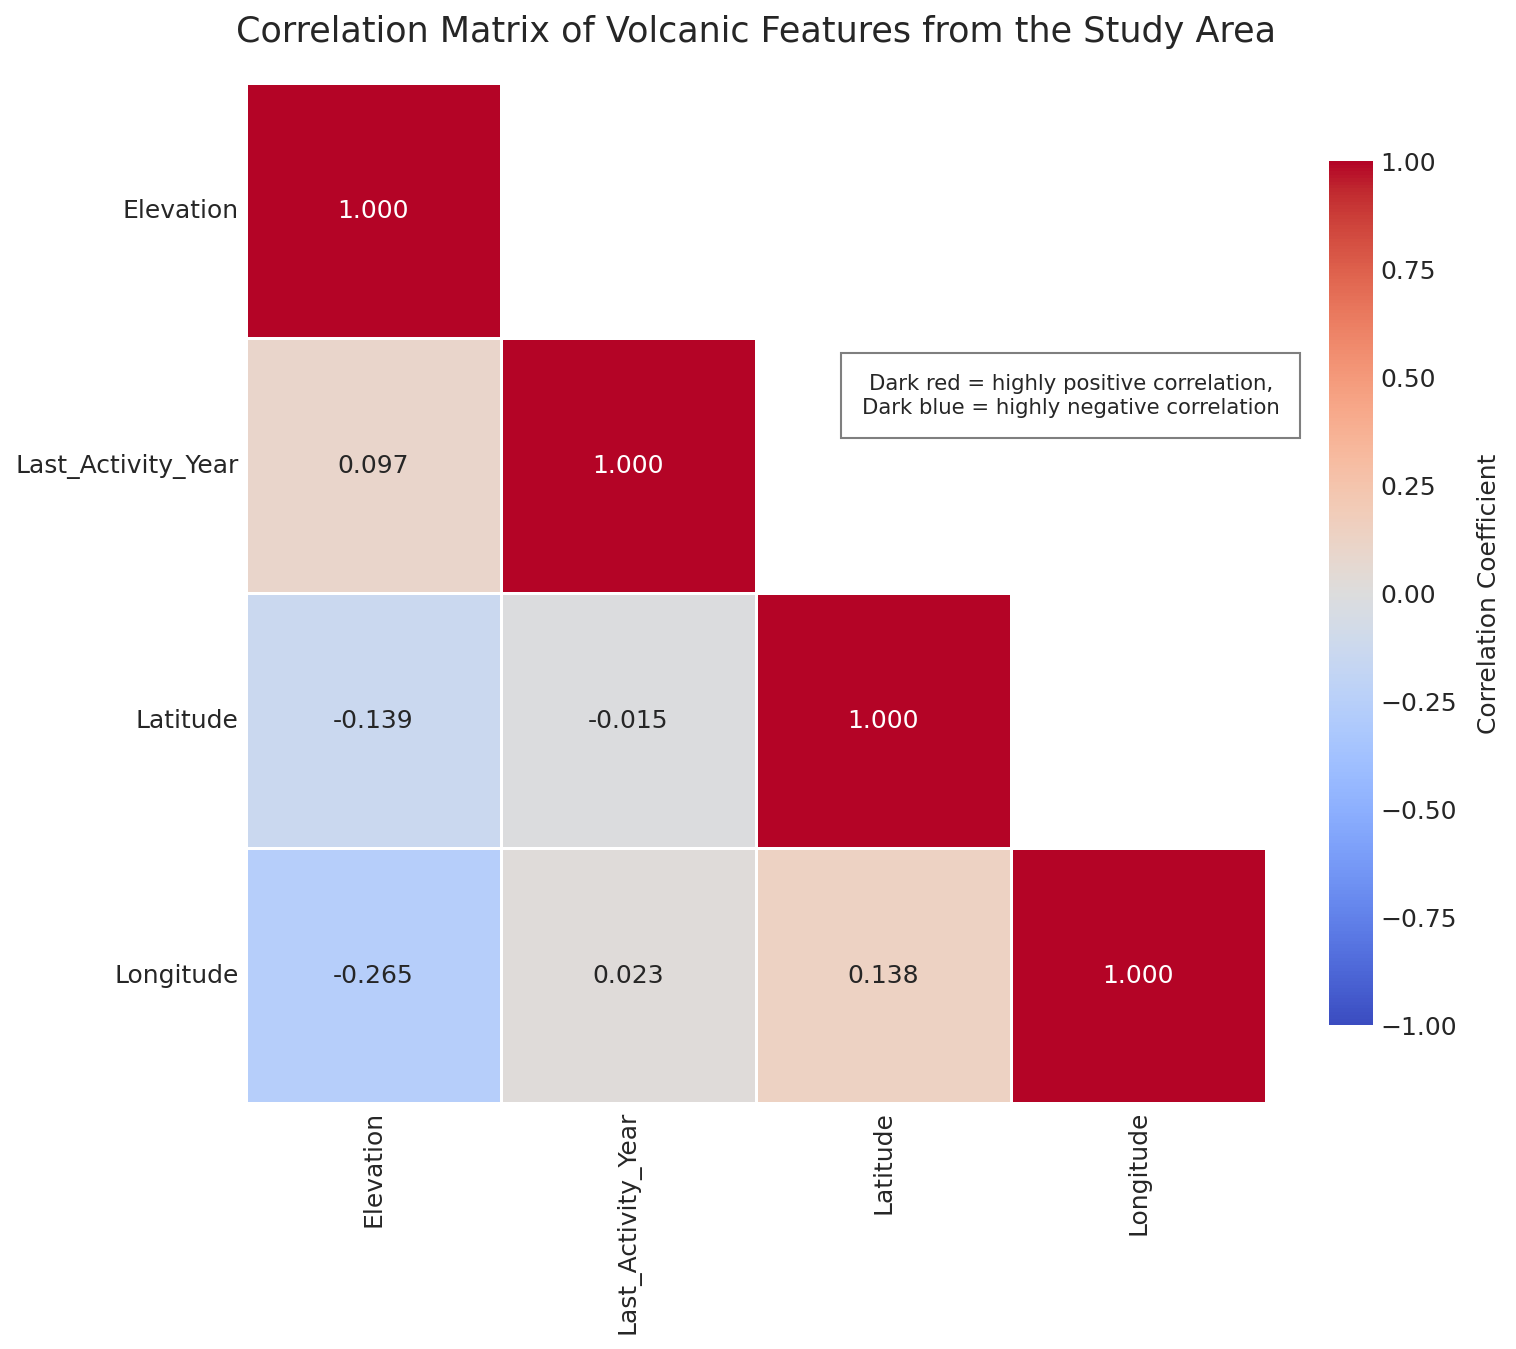 Correlation Matrix of Volcanic Features from the Study Area
Elevation
1.000
Last_Activity_Year
0.097
1.000
Latitude
-0.139
-0.015
1.000
Longitude
-0.265
0.023
0.138
1.000
Elevation
Last_Activity_Year
Latitude
Longitude
Dark red = highly positive correlation,
Dark blue = highly negative correlation
1.00
0.75
0.50
0.25
0.00
−0.25
−0.50
−0.75
−1.00
Correlation Coefficient